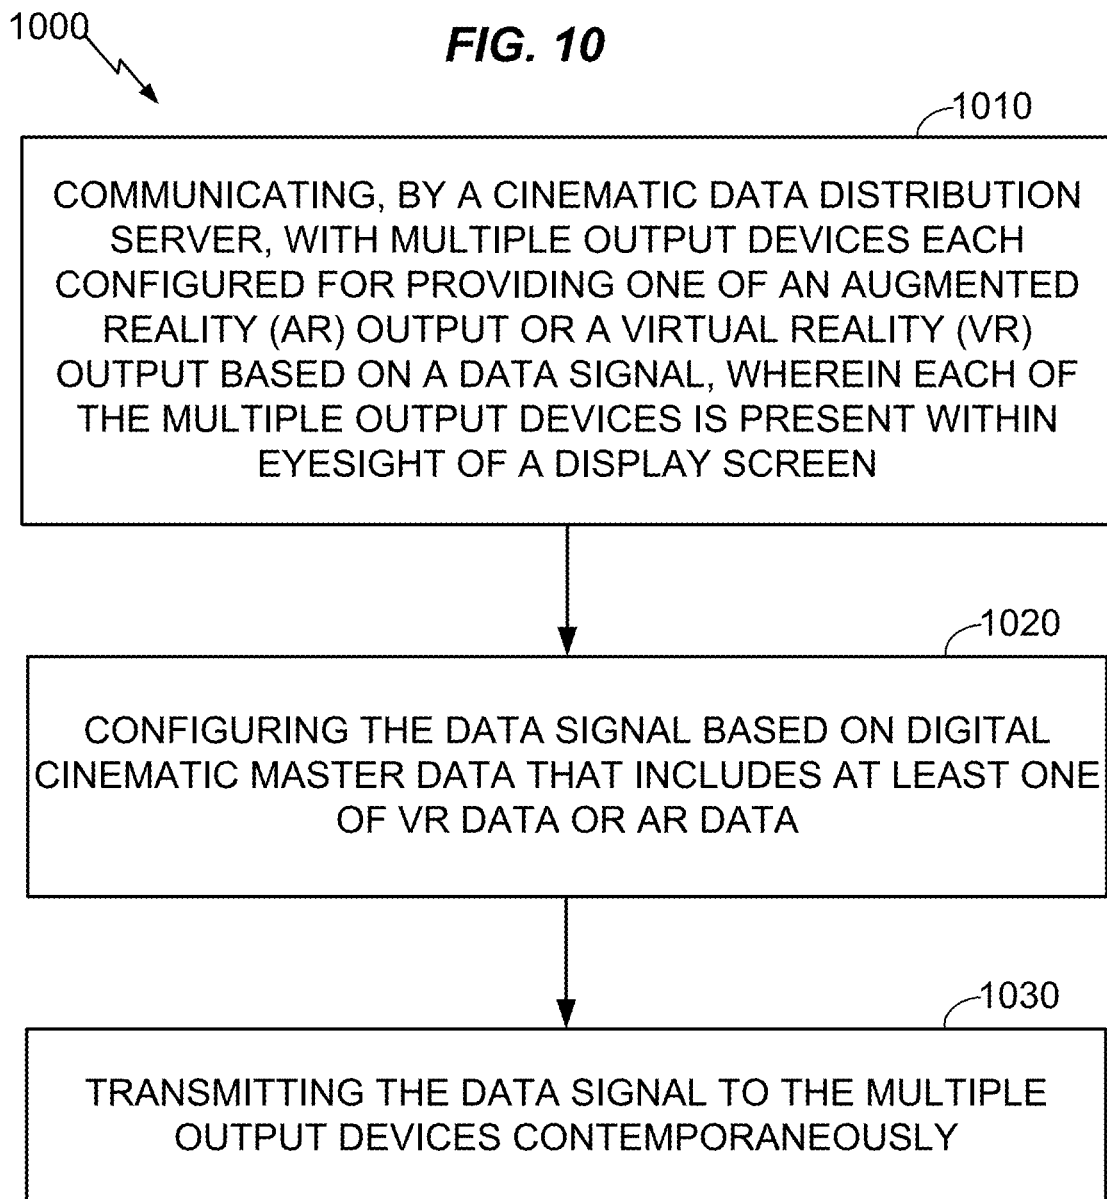 1000
FIG. 10
1010
COMMUNICATING, BY A CINEMATIC DATA DISTRIBUTION
SERVER, WITH MULTIPLE OUTPUT DEVICES EACH
CONFIGURED FOR PROVIDING ONE OF AN AUGMENTED
REALITY (AR) OUTPUT OR A VIRTUAL REALITY (VR)
OUTPUT BASED ON A DATA SIGNAL, WHEREIN EACH OF
THE MULTIPLE OUTPUT DEVICES IS PRESENT WITHIN
EYESIGHT OF A DISPLAY SCREEN
1020
CONFIGURING THE DATA SIGNAL BASED ON DIGITAL
CINEMATIC MASTER DATA THAT INCLUDES AT LEAST ONE
OF VR DATA OR AR DATA
1030
TRANSMITTING THE DATA SIGNAL TO THE MULTIPLE
OUTPUT DEVICES CONTEMPORANEOUSLY